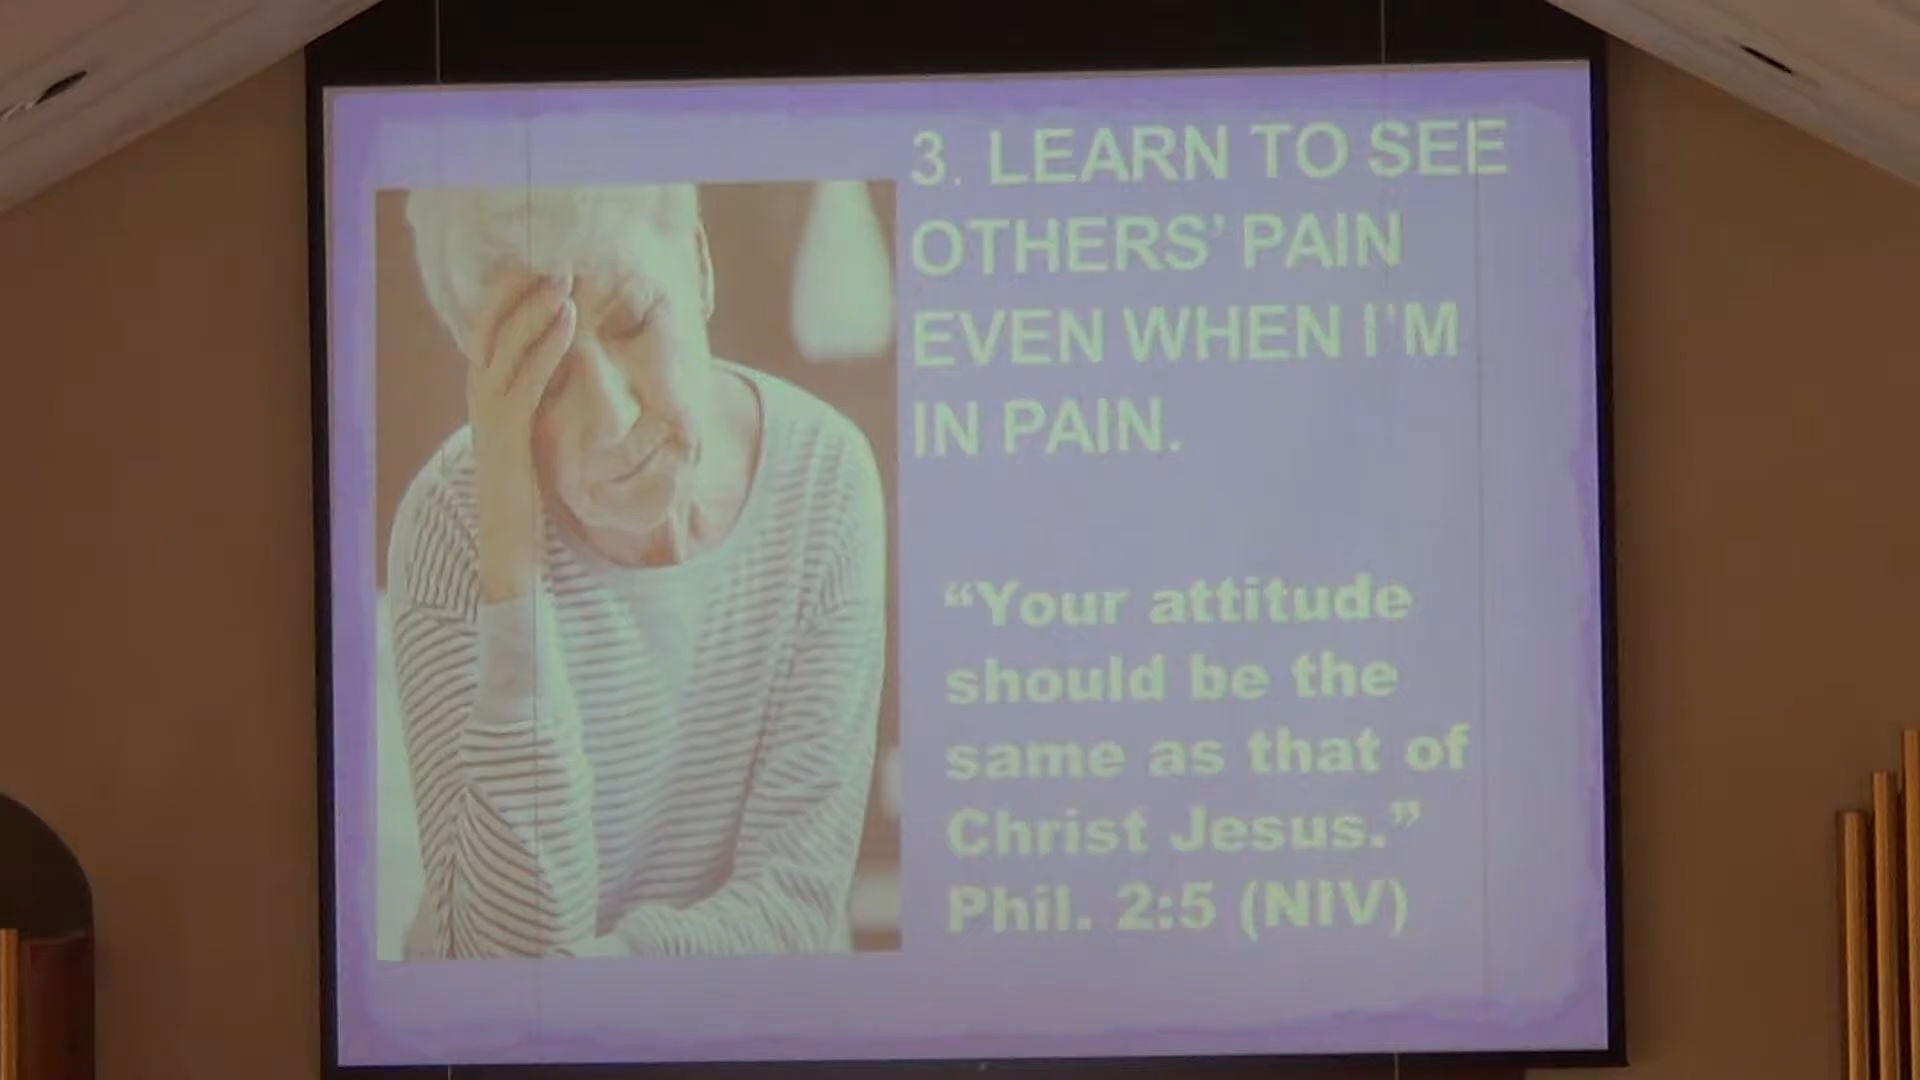 3. LEARN TO SEE
OTHERS’ PAIN
EVEN WHEN I’M
IN PAIN.
“Your attitude
should be the
same as that of
Christ Jesus.”
Phil. 2:5 (NIV)